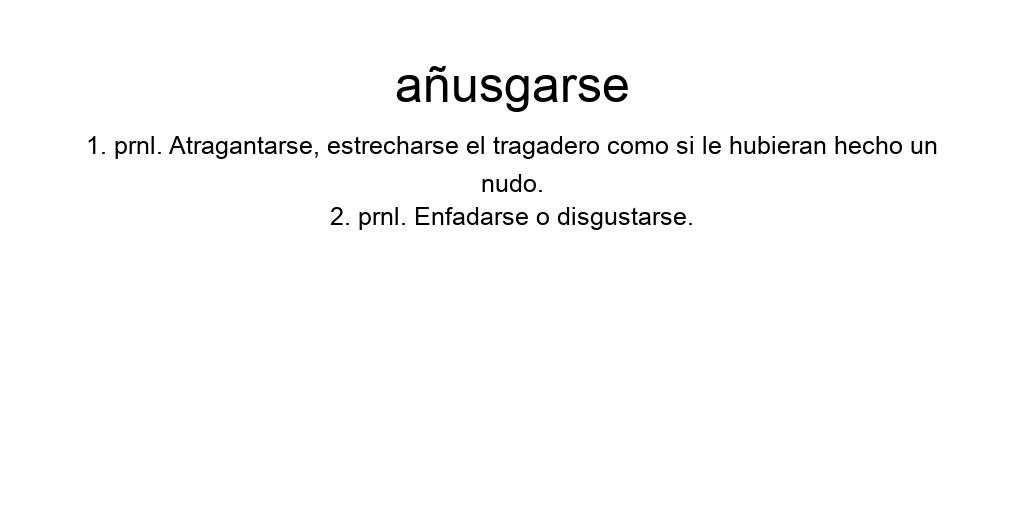 añusgarse
1. prnl. Atragantarse, estrecharse el tragadero como si le hubieran hecho un
nudo.
2. prnl. Enfadarse o disgustarse.